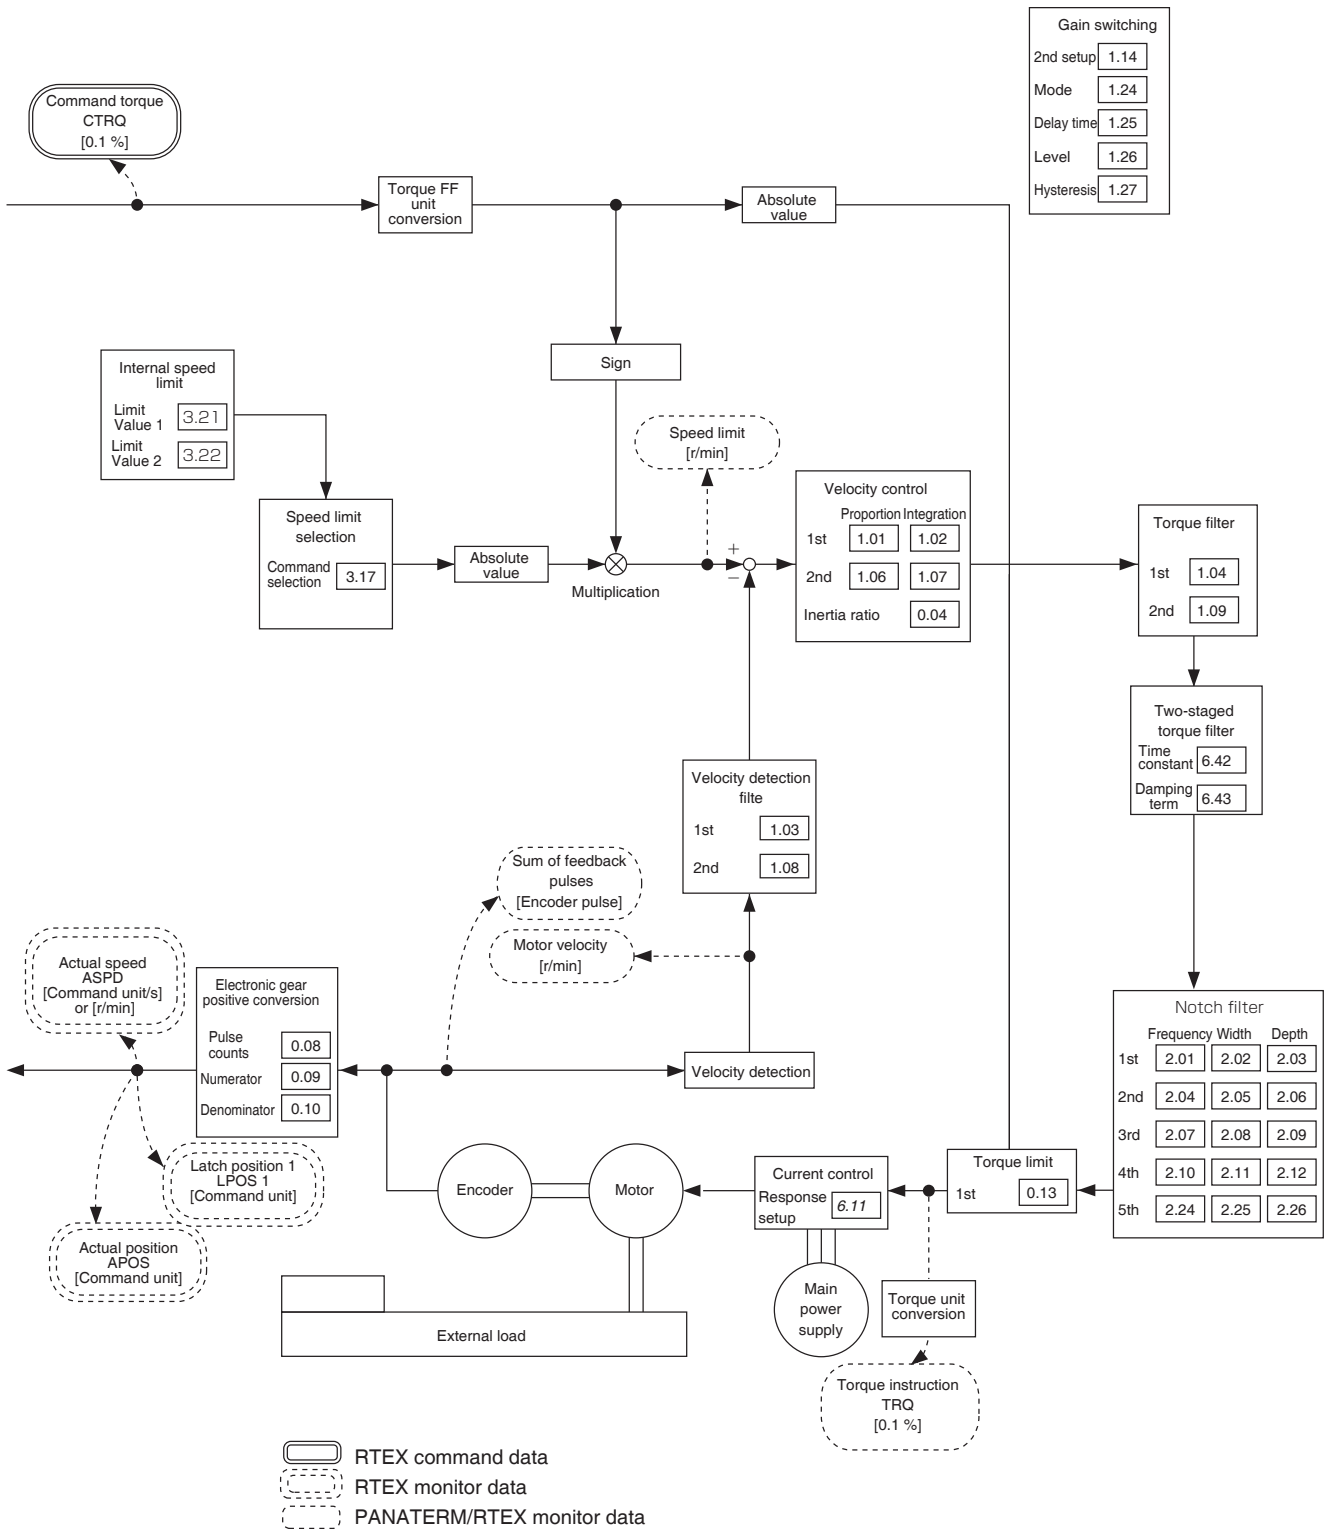 Gain switching
2nd setup 1.14
Mode 1.24
Delay time 1.25
Level 1.26
Hysteresis 1.27
Command torque
CTRQ
[0.1 %]
Torque FF
unit
conversion
Absolute
value
Sign
Internal speed
limit
Limit
Value 1 3.21
Limit
Value 2 3.22
Speed limit
[r/min]
Speed limit
selection
Command
selection 3.17
Absolute
value
Multiplication
+
−
Velocity control
Proportion Integration
1st 1.01 1.02
2nd 1.06 1.07
Inertia ratio 0.04
Torque filter
1st 1.04
2nd 1.09
Two-staged
torque filter
Time
constant 6.42
Damping
term 6.43
Velocity detection
filte
1st 1.03
2nd 1.08
Sum of feedback
pulses
[Encoder pulse]
Motor velocity
[r/min]
Actual speed
ASPD
[Command unit/s]
or [r/min]
Electronic gear
positive conversion
Pulse
counts 0.08
Numerator 0.09
Denominator 0.10
Velocity detection
Notch filter
Frequency Width Depth
1st 2.01 2.02 2.03
2nd 2.04 2.05 2.06
3rd 2.07 2.08 2.09
4th 2.10 2.11 2.12
5th 2.24 2.25 2.26
Latch position 1
LPOS 1
[Command unit]
Encoder
Motor
Current control
Response
setup 6.11
Torque limit
1st 0.13
Actual position
APOS
[Command unit]
Main
power
supply
Torque unit
conversion
External load
Torque instruction
TRQ
[0.1 %]
RTEX command data
RTEX monitor data
PANATERM/RTEX monitor data